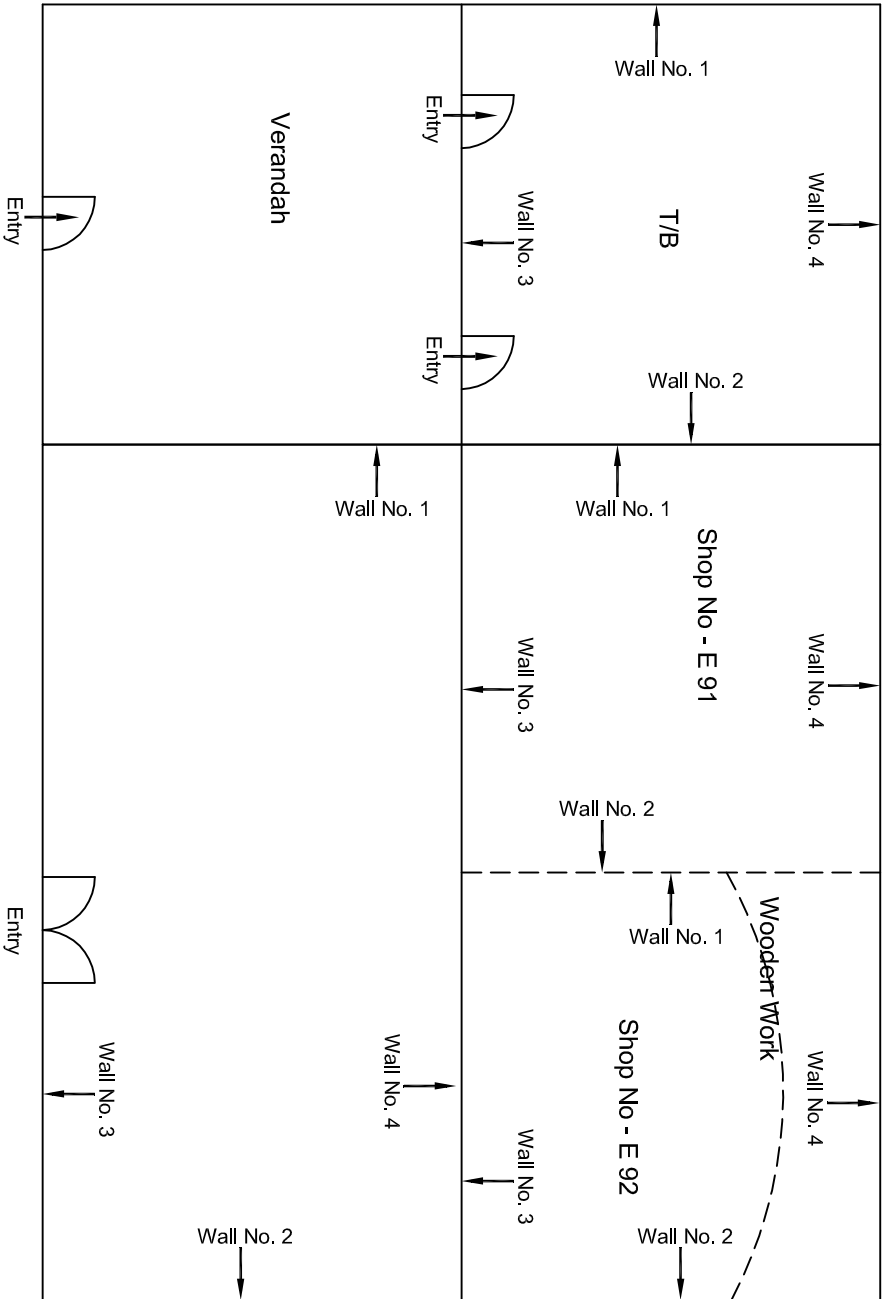 Wall No. 1
Entry
Verandah
Wall No. 4
T/B
Wall No. 3
Entry
Entry
Wall No. 2
Wall No. 1
Wall No. 1
Shop No - E 91
Wall No. 4
Wall No. 3
Wall No. 2
Wall No. 1
Wooden Work
Entry
Shop No - E 92
Wall No. 4
Wall No. 4
Wall No. 3
Wall No. 3
Wall No. 2
Wall No. 2